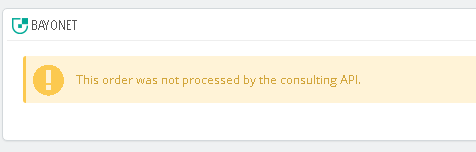 BAYONET
This order was not processed by the consulting API.